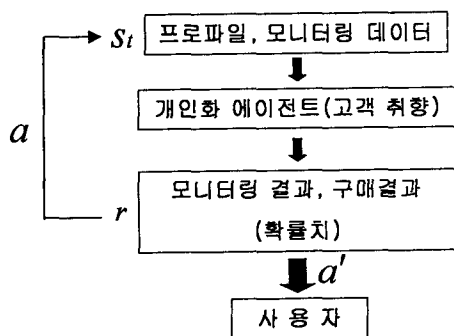 St 프로파일, 모니터링 데이터
개인화 에이전트(고객 취향)
a
r 모니터링 결과, 구매결과
(확률치)
a'
사 용 자